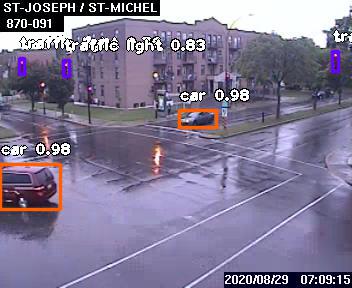 ST-JOSEPH / ST-MICHEL
870-091
traffic light 0.83
car 0.98
car 0.98
2020/08/29 07:09:15